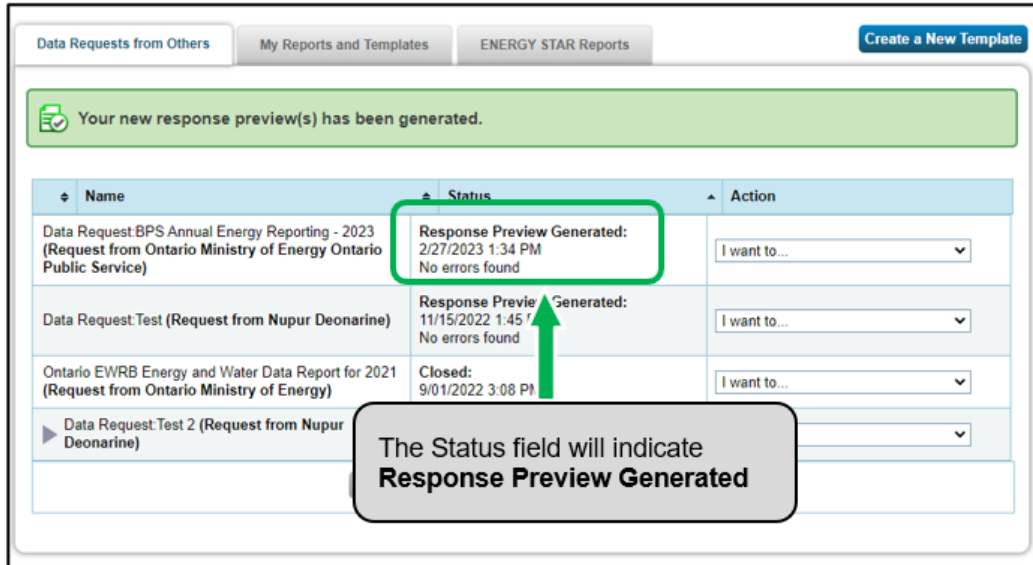 Data Requests from Others
My Reports and Templates
ENERGY STAR Reports
Create a New Template
Your new response preview(s) has been generated.
Name
Status
Action
Data Request:BPS Annual Energy Reporting - 2023
(Request from Ontario Ministry of Energy Ontario
Public Service)
Response Preview Generated:
2/27/2023 1:34 PM
No errors found
I want to...
Data Request:Test (Request from Nupur Deonarine)
Response Preview Generated:
11/15/2022 1:45
No errors found
I want to...
Ontario EWRB Energy and Water Data Report for 2021
(Request from Ontario Ministry of Energy)
Closed:
9/01/2022 3:08 PM
I want to...
Data Request:Test 2 (Request from Nupur
Deonarine)
The Status field will indicate
Response Preview Generated